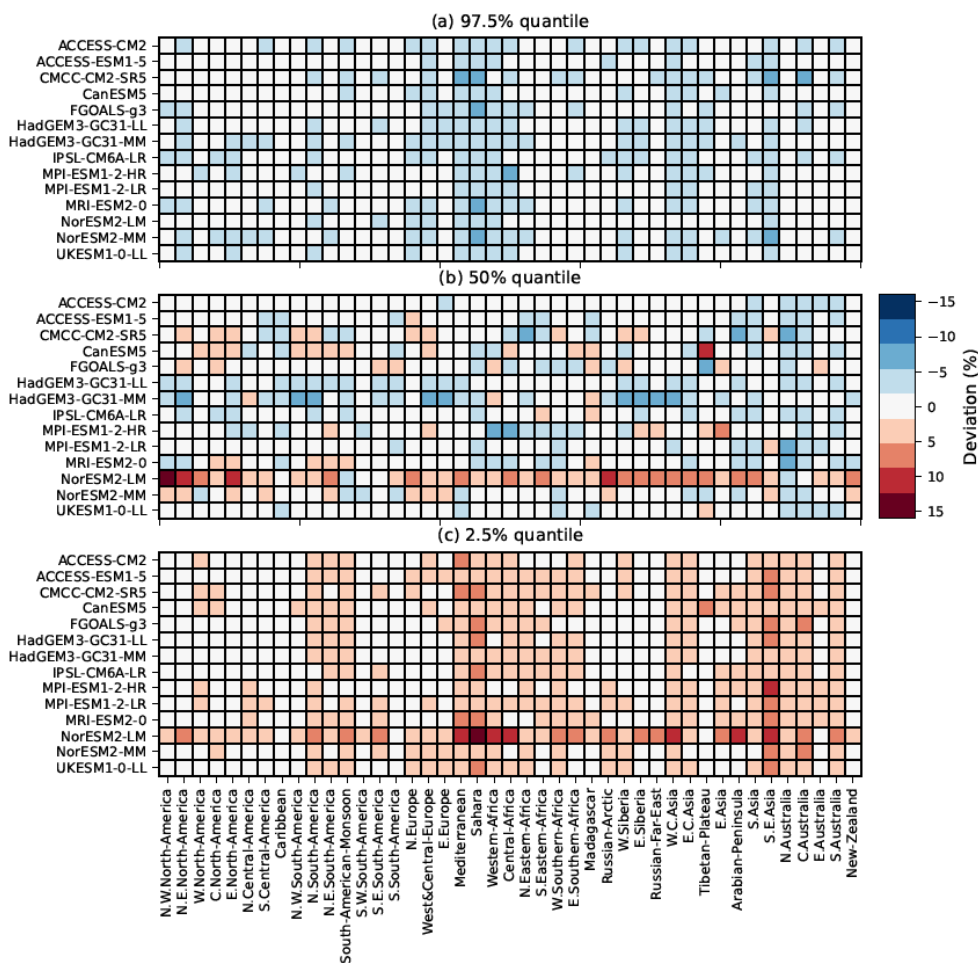 (a) 97.5% quantile
ACCESS-CM2
ACCESS-ESM1-5
CMCC-CM2-SR5
CanESM5
FGOALS-g3
HadGEM3-GC31-LL
HadGEM3-GC31-MM
IPSL-CM6A-LR
MPI-ESM1-2-HR
MPI-ESM1-2-LR
MRI-ESM2-0
NorESM2-LM
NorESM2-MM
UKESM1-0-LL
(b) 50% quantile
ACCESS-CM2
ACCESS-ESM1-5
CMCC-CM2-SR5
CanESM5
FGOALS-g3
HadGEM3-GC31-LL
HadGEM3-GC31-MM
IPSL-CM6A-LR
MPI-ESM1-2-HR
MPI-ESM1-2-LR
MRI-ESM2-0
NorESM2-LM
NorESM2-MM
UKESM1-0-LL
−15
−10
−5
0
5
10
15
Deviation (%)
(c) 2.5% quantile
ACCESS-CM2
ACCESS-ESM1-5
CMCC-CM2-SR5
CanESM5
FGOALS-g3
HadGEM3-GC31-LL
HadGEM3-GC31-MM
IPSL-CM6A-LR
MPI-ESM1-2-HR
MPI-ESM1-2-LR
MRI-ESM2-0
NorESM2-LM
NorESM2-MM
UKESM1-0-LL
N.W.North-America
N.E.North-America
W.North-America
C.North-America
E.North-America
N.Central-America
S.Central-America
Caribbean
N.W.South-America
N.South-America
N.E.South-America
South-American-Monsoon
S.W.South-America
S.E.South-America
S.South-America
N.Europe
West&Central-Europe
E.Europe
Mediterranean
Sahara
Western-Africa
Central-Africa
N.Eastern-Africa
S.Eastern-Africa
W.Southern-Africa
E.Southern-Africa
Madagascar
Russian-Arctic
W.Siberia
E.Siberia
Russian-Far-East
W.C.Asia
E.C.Asia
Tibetan-Plateau
E.Asia
Arabian-Peninsula
S.Asia
S.E.Asia
N.Australia
C.Australia
E.Australia
S.Australia
New-Zealand